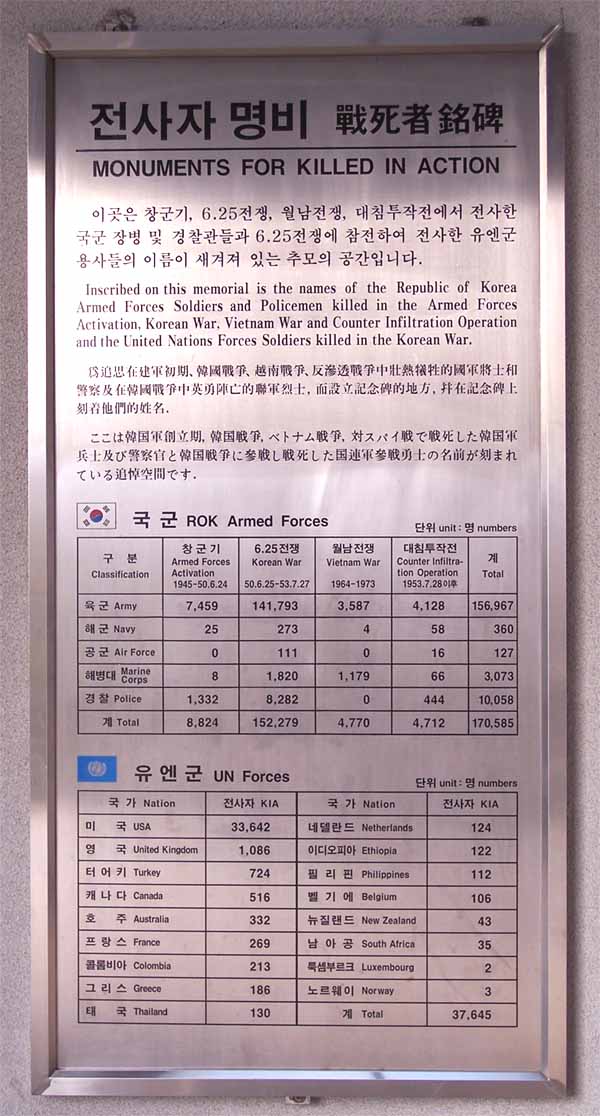 전사자 명비 戰死者 銘碑
MONUMENTS FOR KILLED IN ACTION
이곳은 창군기, 6.25전쟁, 월남전쟁, 대침투작전에서 전사한
국군 장병 및 경찰관들과 6.25전쟁에 참전하여 전사한 유엔군
용사들의 이름이 새겨져 있는 추모의 공간입니다.
Inscribed on this memorial is the names of the Republic of Korea
Armed Forces Soldiers and Policemen killed in the Armed Forces
Activation, Korean War, Vietnam War and Counter Infiltration Operation
and the United Nations Forces Soldiers killed in the Korean War.
爲追思在建軍初期、韓國戰爭、越南戰爭、反滲透戰爭中壯熱犧牲的國軍將士和
警察及在韓國戰爭中英勇陣亡的聯軍烈士, 而設立記念碑的地方, 幷在記念碑上
刻着他們的姓名.
ここは韓国軍創立期, 韓国戦争, ベトナム戦争, 対スパイ戦で戦死した韓国軍
兵士及び警察官と韓国戦争に参戦し戦死した国連軍参戦勇士の名前が刻まれ
ている追悼空間です.
국 군 ROK Armed Forces
단위 unit : 명 numbers
구 분 Classification 창 군 기 Armed Forces Activation 1945-50.6.24 6.25전쟁 Korean War 50.6.25-53.7.27 월남전쟁 Vietnam War 1964-1973 대침투작전 Counter Infiltra- tion Operation 1953.7.28이후 계 Total
육 군 Army 7,459 141,793 3,587 4,128 156,967
해 군 Navy 25 273 4 58 360
공 군 Air Force 0 111 0 16 127
해병대 Marine Corps 8 1,820 1,179 66 3,073
경 찰 Police 1,332 8,282 0 444 10,058
계 Total 8,824 152,279 4,770 4,712 170,585
유 엔 군 UN Forces
단위 unit : 명 numbers
국 가 Nation 전사자 KIA 국 가 Nation 전사자 KIA
미 국 USA 33,642 네델란드 Netherlands 124
영 국 United Kingdom 1,086 이디오피아 Ethiopia 122
터 어 키 Turkey 724 필 리 핀 Philippines 112
캐 나 다 Canada 516 벨 기 에 Belgium 106
호 주 Australia 332 뉴질랜드 New Zealand 43
프 랑 스 France 269 남 아 공 South Africa 35
콜롬비아 Colombia 213 룩셈부르크 Luxembourg 2
그 리 스 Greece 186 노르웨이 Norway 3
태 국 Thailand 130 계 Total 37,645